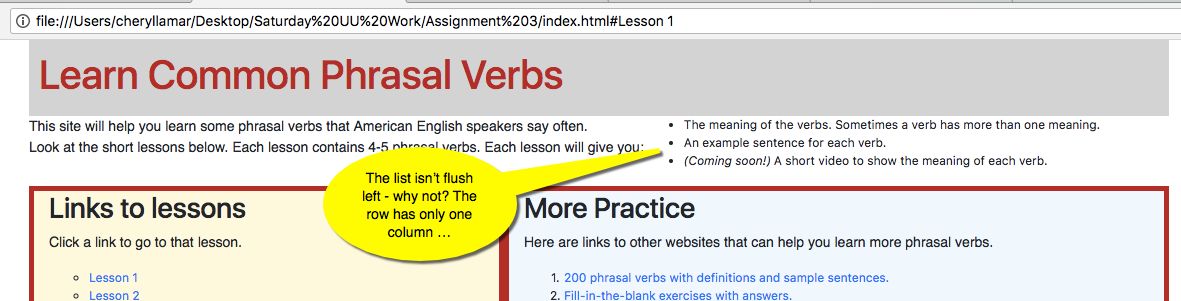 file:///Users/cheryllamar/Desktop/Saturday%20UU%20Work/Assignment%203/index.html#Lesson 1
Learn Common Phrasal Verbs
This site will help you learn some phrasal verbs that American English speakers say often.
Look at the short lessons below. Each lesson contains 4-5 phrasal verbs. Each lesson will give you:
• The meaning of the verbs. Sometimes a verb has more than one meaning.
• An example sentence for each verb.
• (Coming soon!) A short video to show the meaning of each verb.
The list isn't flush
left - why not? The
row has only one
column ...
Links to lessons
Click a link to go to that lesson.
Lesson 1
Lesson 2
More Practice
Here are links to other websites that can help you learn more phrasal verbs.
1. 200 phrasal verbs with definitions and sample sentences.
2. Fill-in-the-blank exercises with answers.